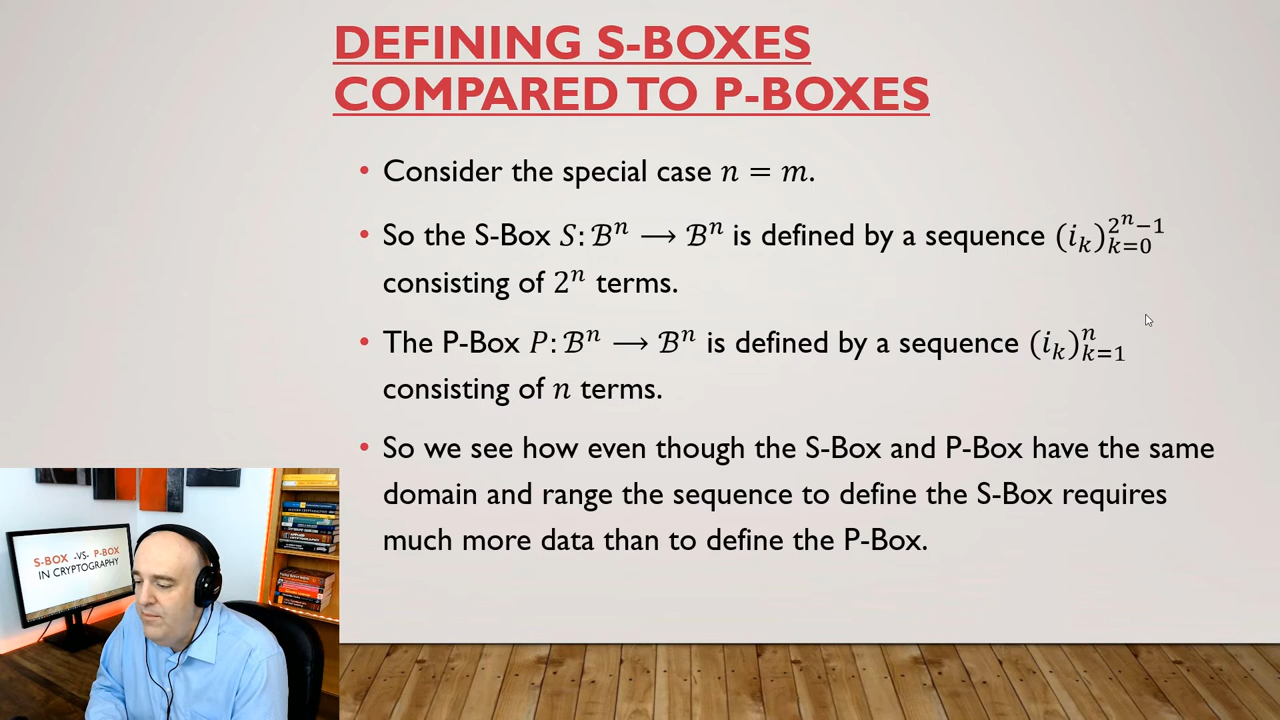 DEFINING S-BOXES
COMPARED TO P-BOXES
• Consider the special case 𝑛 = 𝑚.
• So the S-Box 𝑆: ℬⁿ ⟶ ℬⁿ is defined by a sequence (𝑖ₖ)_{𝑘=0}^{2ⁿ−1}
consisting of 2ⁿ terms.
• The P-Box 𝑃: ℬⁿ ⟶ ℬⁿ is defined by a sequence (𝑖ₖ)_{𝑘=1}^{𝑛}
consisting of 𝑛 terms.
• So we see how even though the S-Box and P-Box have the same
domain and range the sequence to define the S-Box requires
much more data than to define the P-Box.
S-BOX -VS- P-BOX
IN CRYPTOGRAPHY